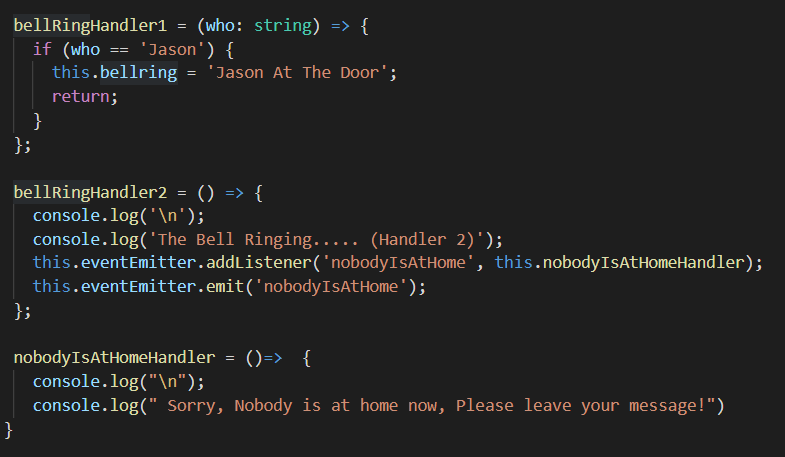 bellRingHandler1 = (who: string) => {
if (who == 'Jason') {
this.bellring = 'Jason At The Door';
return;
}
};
bellRingHandler2 = () => {
console.log('\n');
console.log('The Bell Ringing..... (Handler 2)');
this.eventEmitter.addListener('nobodyIsAtHome', this.nobodyIsAtHomeHandler);
this.eventEmitter.emit('nobodyIsAtHome');
};
nobodyIsAtHomeHandler = ()=>  {
console.log("\n");
console.log(" Sorry, Nobody is at home now, Please leave your message!")
}